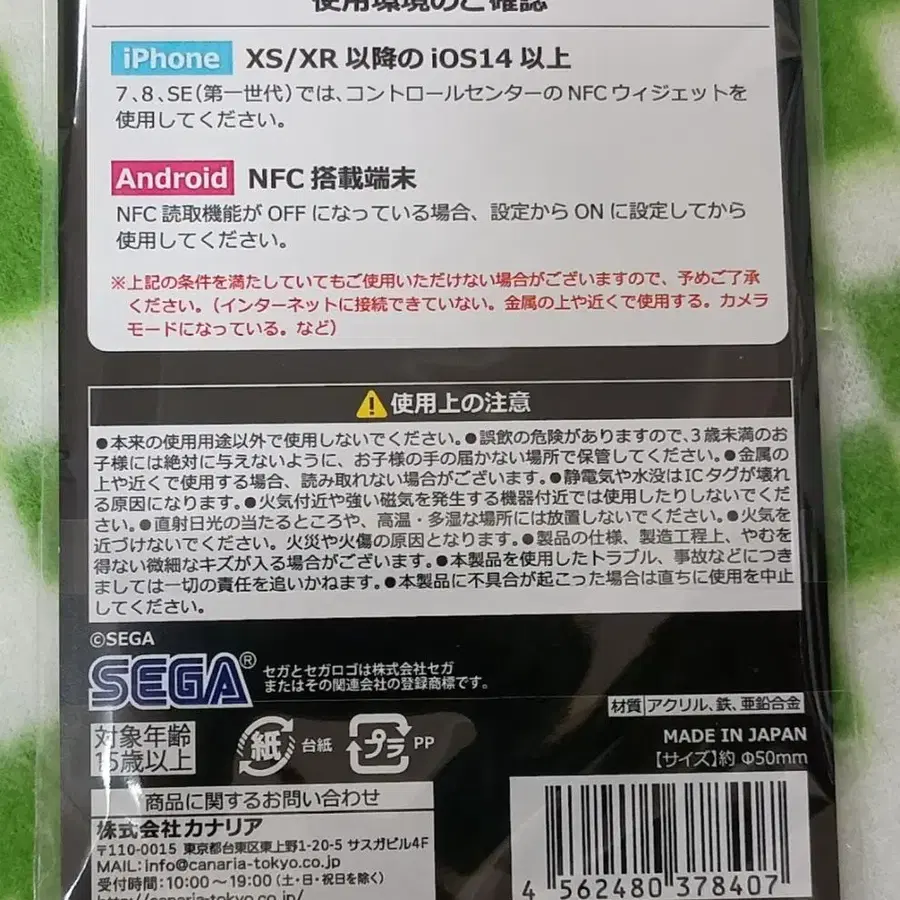 使用環境のご確認
iPhone XS/XR 以降の iOS14 以上
7、8、SE(第一世代)では、コントロールセンターの NFC ウィジェットを
使用してください。
Android NFC 搭載端末
NFC 読取機能が OFF になっている場合、設定から ON に設定してから
使用してください。
※上記の条件を満たしていてもご使用いただけない場合がございますので、予めご了承
ください。(インターネットに接続できていない。金属の上や近くで使用する。カメラ
モードになっている。など)
使用上の注意
●本来の使用用途以外で使用しないでください。●誤飲の危険がありますので、3歳未満のお
子様には絶対に与えないように、お子様の手の届かない場所で保管してください。●金属の
上や近くで使用する場合、読み取れない場合がございます。●静電気や水没はICタグが壊れ
る原因になります。●火気付近や強い磁気を発生する機器付近では使用したりしないでくだ
さい。●直射日光の当たるところや、高温・多湿な場所には放置しないでください。●火気を
近づけないでください。火災や火傷の原因となります。●製品の仕様、製造工程上、やむを
得ない微細なキズが入る場合がございます。●本製品を使用したトラブル、事故などにつき
ましては一切の責任を追いかねます。●本製品に不具合が起こった場合は直ちに使用を中止
してください。
©SEGA
SEGA® セガとセガロゴは株式会社セガ
またはその関連会社の登録商標です。
材質 アクリル、鉄、亜鉛合金
MADE IN JAPAN
【サイズ】約 Φ50mm
対象年齢
15歳以上
紙 台紙 プラ PP
商品に関するお問い合わせ
株式会社カナリア
〒110-0015 東京都台東区東上野1-20-5 サスガビル4F
MAIL:info@canaria-tokyo.co.jp
受付時間:10:00~19:00(土・日・祝日を除く)
http://canaria-tokyo.co.jp
4 562480 378407